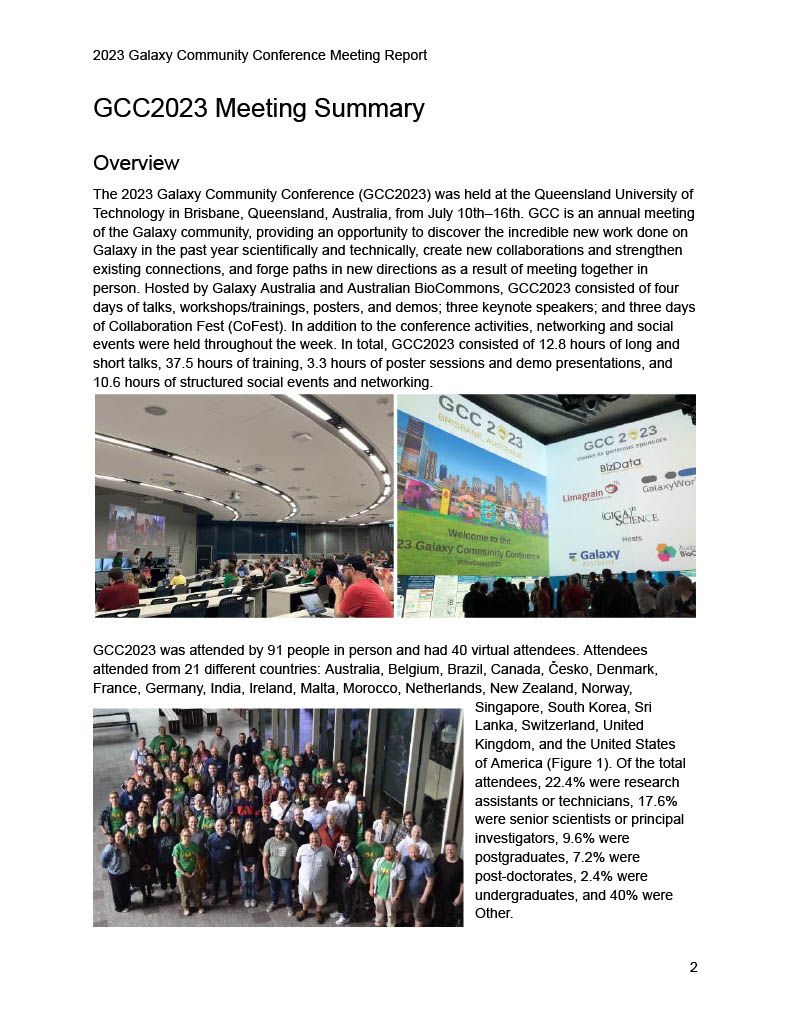 2023 Galaxy Community Conference Meeting Report
GCC2023 Meeting Summary
Overview
The 2023 Galaxy Community Conference (GCC2023) was held at the Queensland University of
Technology in Brisbane, Queensland, Australia, from July 10th–16th. GCC is an annual meeting
of the Galaxy community, providing an opportunity to discover the incredible new work done on
Galaxy in the past year scientifically and technically, create new collaborations and strengthen
existing connections, and forge paths in new directions as a result of meeting together in
person. Hosted by Galaxy Australia and Australian BioCommons, GCC2023 consisted of four
days of talks, workshops/trainings, posters, and demos; three keynote speakers; and three days
of Collaboration Fest (CoFest). In addition to the conference activities, networking and social
events were held throughout the week. In total, GCC2023 consisted of 12.8 hours of long and
short talks, 37.5 hours of training, 3.3 hours of poster sessions and demo presentations, and
10.6 hours of structured social events and networking.
GCC 2023
BRISBANE, AUSTRALIA
Welcome to the
23 Galaxy Community Conference
GCC 2023
thanks its generous sponsors
BizData
Limagrain
GalaxyWor
GIGA
SCIENCE
Hosts
Galaxy
AUSTRALIA
Aust
BioC
GCC2023 was attended by 91 people in person and had 40 virtual attendees. Attendees
attended from 21 different countries: Australia, Belgium, Brazil, Canada, Česko, Denmark,
France, Germany, India, Ireland, Malta, Morocco, Netherlands, New Zealand, Norway,
Singapore, South Korea, Sri
Lanka, Switzerland, United
Kingdom, and the United States
of America (Figure 1). Of the total
attendees, 22.4% were research
assistants or technicians, 17.6%
were senior scientists or principal
investigators, 9.6% were
postgraduates, 7.2% were
post-doctorates, 2.4% were
undergraduates, and 40% were
Other.
2